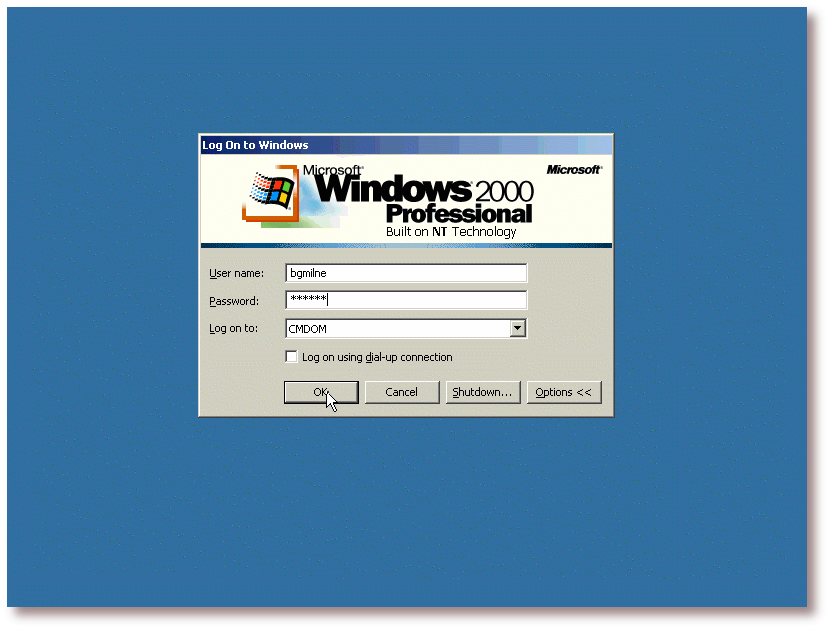 Log On to Windows
Microsoft
Microsoft
Windows 2000
Professional
Built on NT Technology
User name: bgmilne
Password: ******
Log on to: CMDOM
Log on using dial-up connection
OK Cancel Shutdown... Options <<